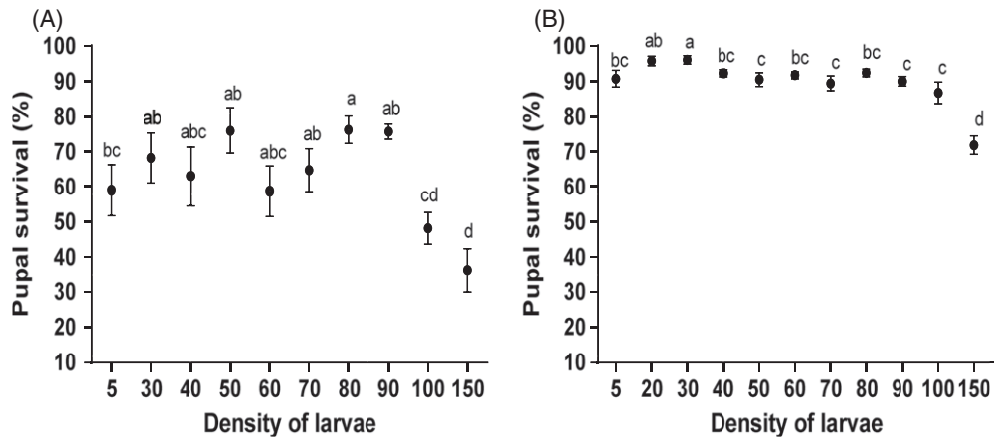 (A)
Pupal survival (%)
100
90
80
70
60
50
40
30
20
10
bc
ab
abc
ab
abc
ab
a
ab
cd
d
5 30 40 50 60 70 80 90 100 150
Density of larvae
(B)
Pupal survival (%)
100
90
80
70
60
50
40
30
20
10
bc
ab
a
bc
c
bc
c
bc
c
c
d
5 20 30 40 50 60 70 80 90 100 150
Density of larvae